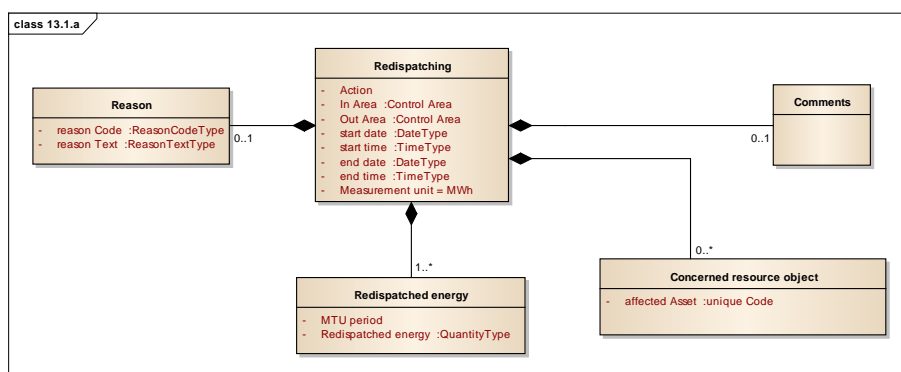 class 13.1.a
Redispatching
- Action
- In Area :Control Area
- Out Area :Control Area
- start date :DateType
- start time :TimeType
- end date :DateType
- end time :TimeType
- Measurement unit = MWh
Reason
- reason Code :ReasonCodeType
- reason Text :ReasonTextType
0..1
Comments
0..1
1..*
0..*
Redispatched energy
- MTU period
- Redispatched energy :QuantityType
Concerned resource object
- affected Asset :unique Code